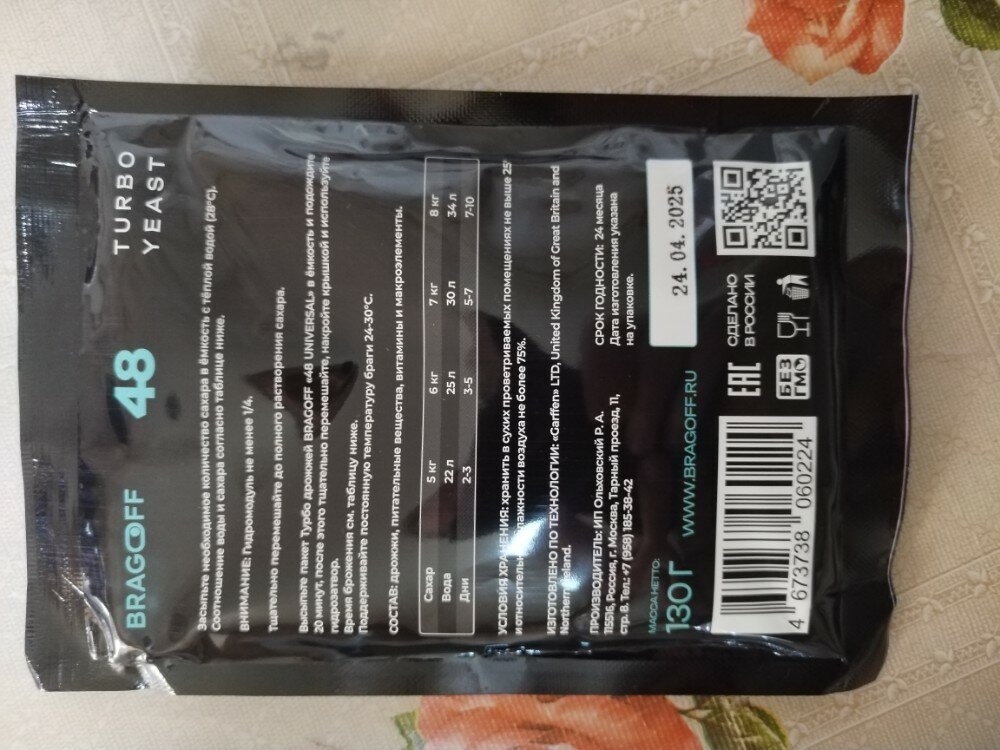 BRAGOFF 48 TURBO YEAST
Засыпьте необходимое количество сахара в ёмкость с тёплой водой (28°C).
Соотношение воды и сахара согласно таблице ниже.
ВНИМАНИЕ: Гидромодуль не менее 1/4.
Тщательно перемешайте до полного растворения сахара.
Высыпьте пакет Турбо дрожжей BRAGOFF «48 UNIVERSAL» в ёмкость и подождите
20 минут, после этого тщательно перемешайте, накройте крышкой и используйте
гидрозатвор.
Время брожения см. таблицу ниже.
Поддерживайте постоянную температуру браги 24-30°C.
СОСТАВ: дрожжи, питательные вещества, витамины и макроэлементы.
Сахар 5 кг 6 кг 7 кг 8 кг
Вода 22 л 25 л 30 л 34 л
Дни 2-3 3-5 5-7 7-10
УСЛОВИЯ ХРАНЕНИЯ: хранить в сухих проветриваемых помещениях не выше 25°
и относительной влажности воздуха не более 75%.
ИЗГОТОВЛЕНО ПО ТЕХНОЛОГИИ: «Garffen» LTD, United Kingdom of Great Britain and
Northern Ireland.
ПРОИЗВОДИТЕЛЬ: ИП Ольховский Р. А.
115516, Россия, г. Москва, Тарный проезд, 11,
стр. В. Тел.: +7 (958) 185-38-42
СРОК ГОДНОСТИ: 24 месяца
Дата изготовления указана
на упаковке.
24. 04. 2025
МАССА НЕТТО:
130 Г
WWW.BRAGOFF.RU
EAC
СДЕЛАНО
В РОССИИ
БЕЗ
ГМО
4 673738 060224